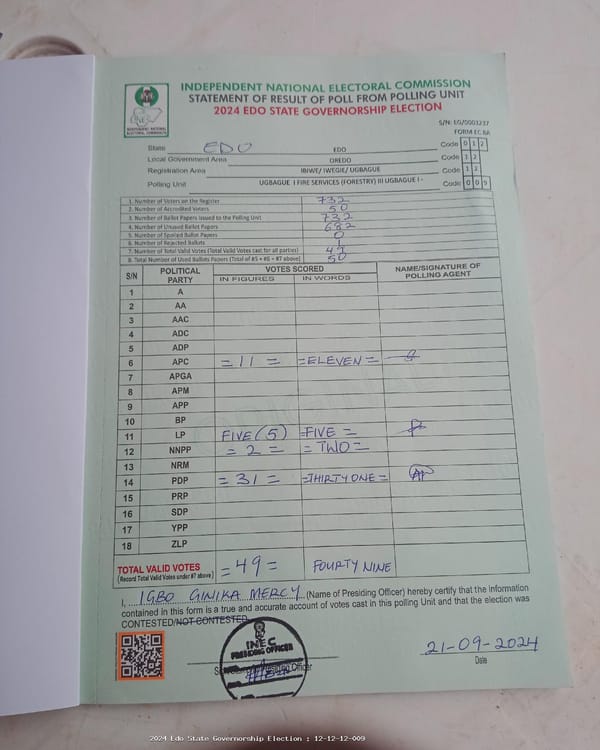 INDEPENDENT NATIONAL ELECTORAL COMMISSION
STATEMENT OF RESULT OF POLL FROM POLLING UNIT
2024 EDO STATE GOVERNORSHIP ELECTION
S/N: EG/0003237
FORM EC 8A
State EDO EDO Code 0 1 2
Local Government Area OREDO Code 1 2
Registration Area IBIWE/ IWEGIE/ UGBAGUE Code 1 2
Polling Unit UGBAGUE I FIRE SERVICES (FORESTRY) III UGBAGUE I - Code 0 0 9
1. Number of Voters on the Register 732
2. Number of Accredited Voters 50
3. Number of Ballot Papers Issued to the Polling Unit 732
4. Number of Unused Ballot Papers 682
5. Number of Spoiled Ballot Papers 0
6. Number of Rejected Ballots 1
7. Number of Total Valid Votes (Total Valid Votes cast for all parties) 49
8. Total Number of Used Ballots Papers (Total of #5 + #6 + #7 above) 50
S/N POLITICAL PARTY VOTES SCORED NAME/SIGNATURE OF POLLING AGENT
IN FIGURES IN WORDS
1 A
2 AA
3 AAC
4 ADC
5 ADP
6 APC =11= =ELEVEN=
7 APGA
8 APM
9 APP
10 BP
11 LP FIVE(5) =FIVE=
12 NNPP =2= =TWO=
13 NRM
14 PDP =31= =THIRTY ONE=
15 PRP
16 SDP
17 YPP
18 ZLP
TOTAL VALID VOTES =49= FOURTY NINE
(Record Total Valid Votes under #7 above)
I, IGBO GINIKA MERCY (Name of Presiding Officer) hereby certify that the information
contained in this form is a true and accurate account of votes cast in this polling Unit and that the election was
CONTESTED/NOT CONTESTED.
INEC
PRESIDING OFFICER
21-09-2024
Date
2024 Edo State Governorship Election : 12-12-12-009